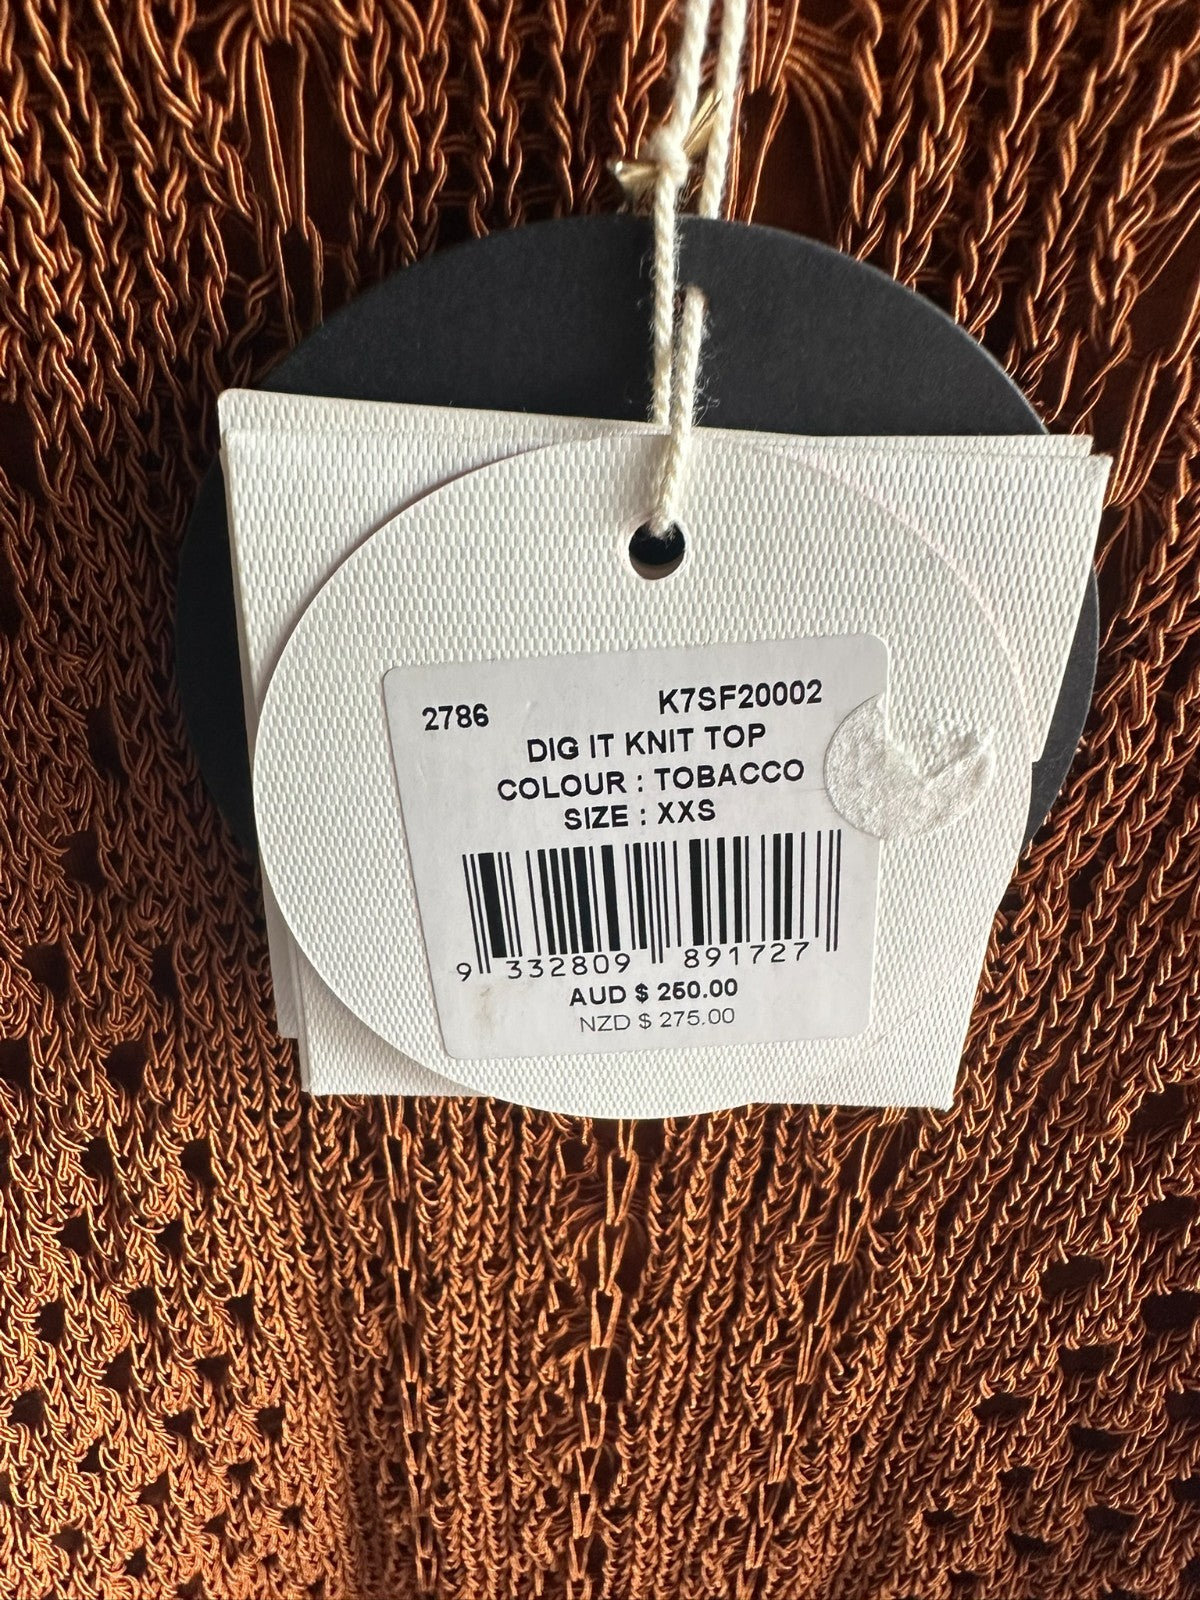 2786 K7SF20002
DIG IT KNIT TOP
COLOUR : TOBACCO
SIZE : XXS
9 332809 891727
AUD $ 250.00
NZD $ 275.00